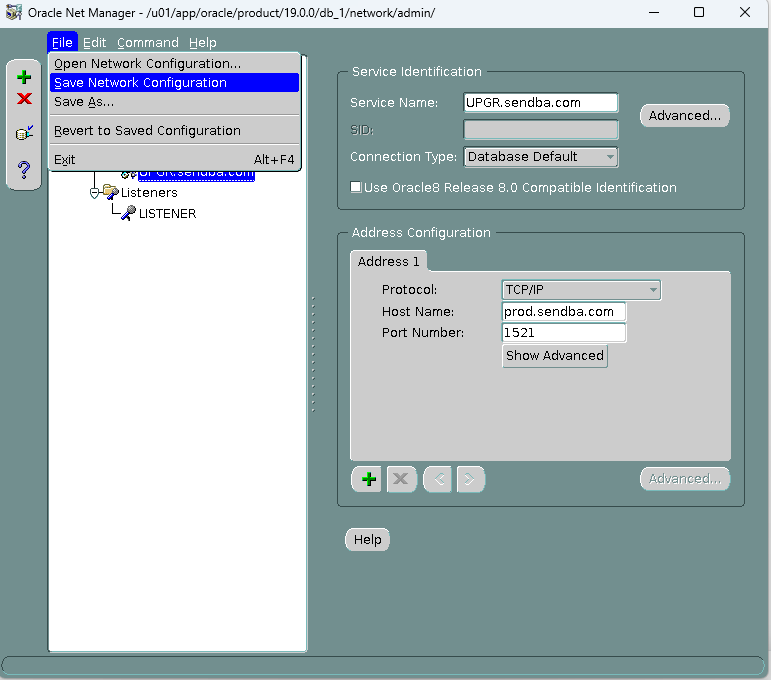 Oracle Net Manager - /u01/app/oracle/product/19.0.0/db_1/network/admin/
File Edit Command Help
Open Network Configuration...
Save Network Configuration
Save As...
Revert to Saved Configuration
Exit Alt+F4
UPGR.sendba.com
Listeners
LISTENER
Service Identification
Service Name: UPGR.sendba.com
Advanced...
SID:
Connection Type: Database Default
Use Oracle8 Release 8.0 Compatible Identification
Address Configuration
Address 1
Protocol: TCP/IP
Host Name: prod.sendba.com
Port Number: 1521
Show Advanced
Advanced...
Help